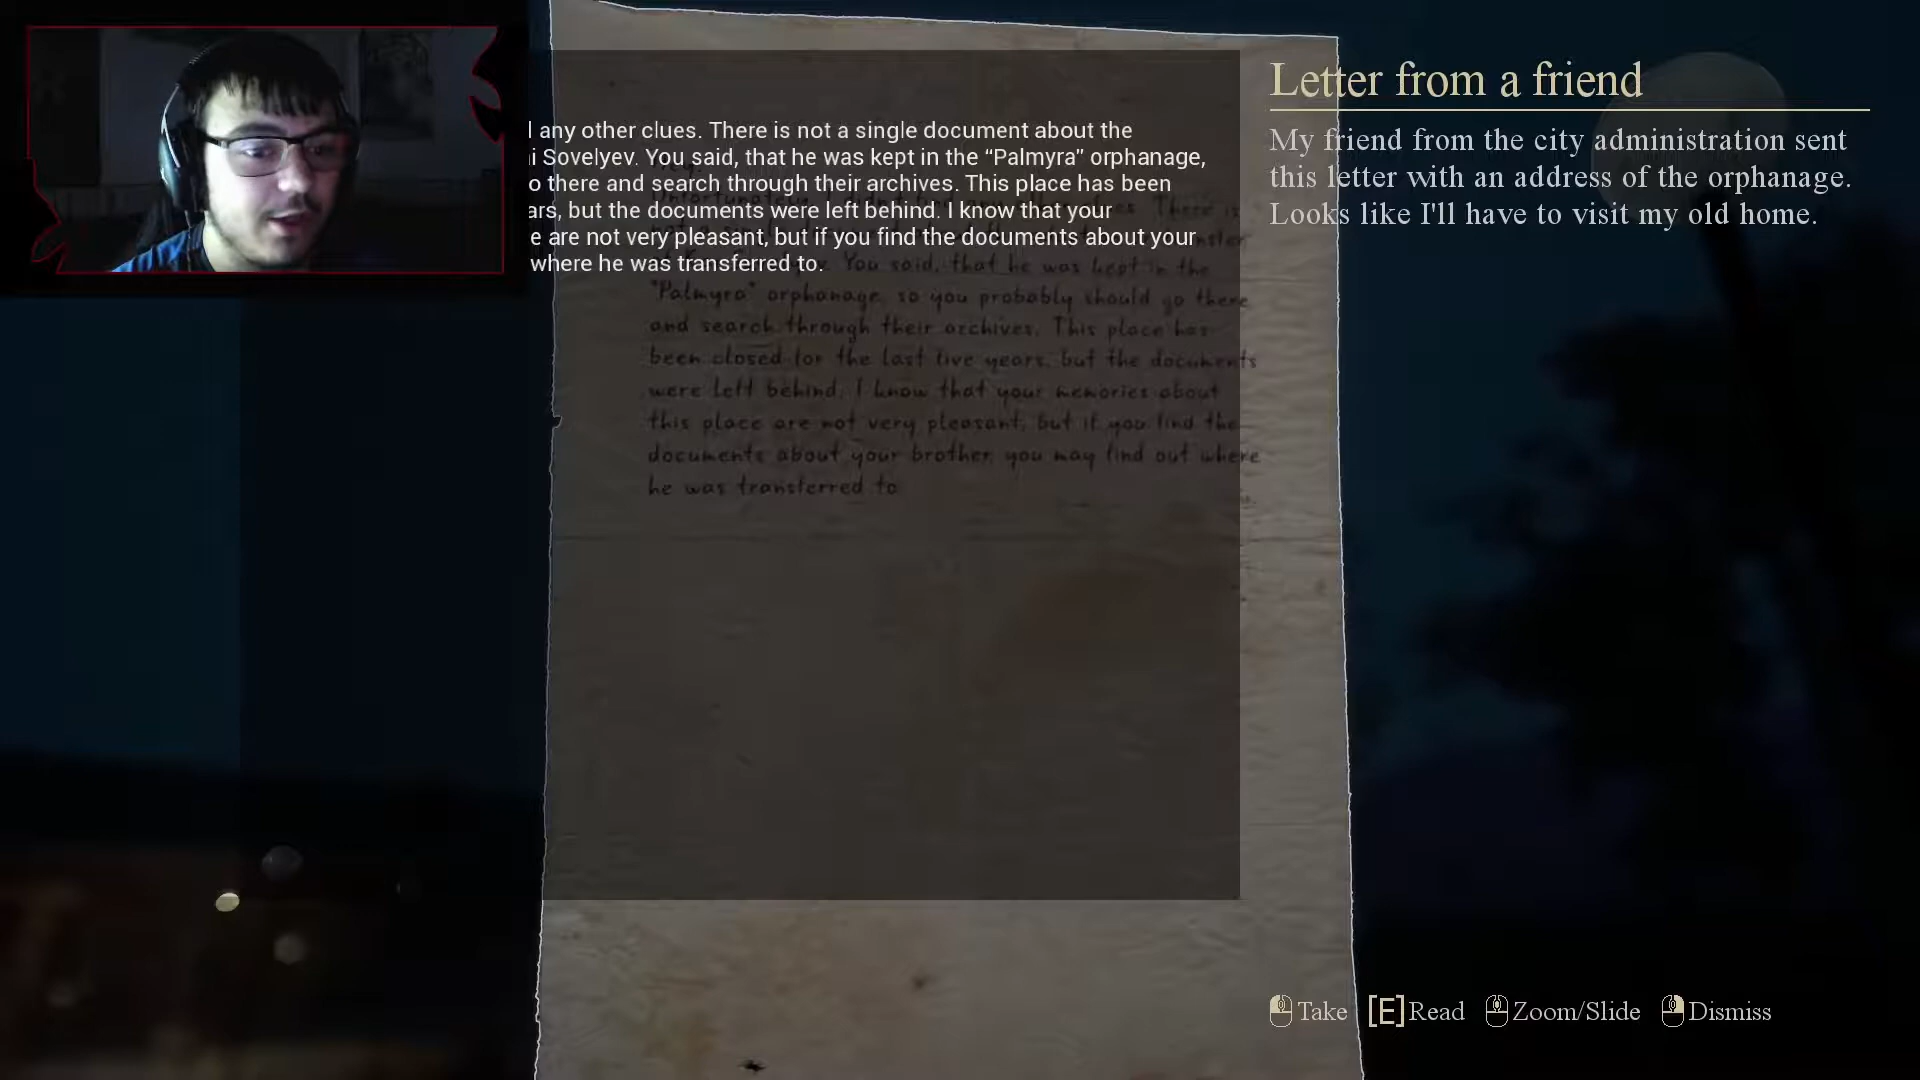 any other clues. There is not a single document about the
Sovelyev. You said, that he was kept in the “Palmyra” orphanage,
there and search through their archives. This place has been
but the documents were left behind. I know that your
are not very pleasant, but if you find the documents about your
where he was transferred to.
There is
You said, that he was kept in the
"Palmyra" orphanage, so you probably should go there
and search through their archives. This place has
been closed for the last five years, but the documents
were left behind. I know that your memories about
this place are not very pleasant, but if you find the
documents about your brother, you may find out where
he was transferred to
Letter from a friend
My friend from the city administration sent
this letter with an address of the orphanage.
Looks like I'll have to visit my old home.
Take [E] Read Zoom/Slide Dismiss